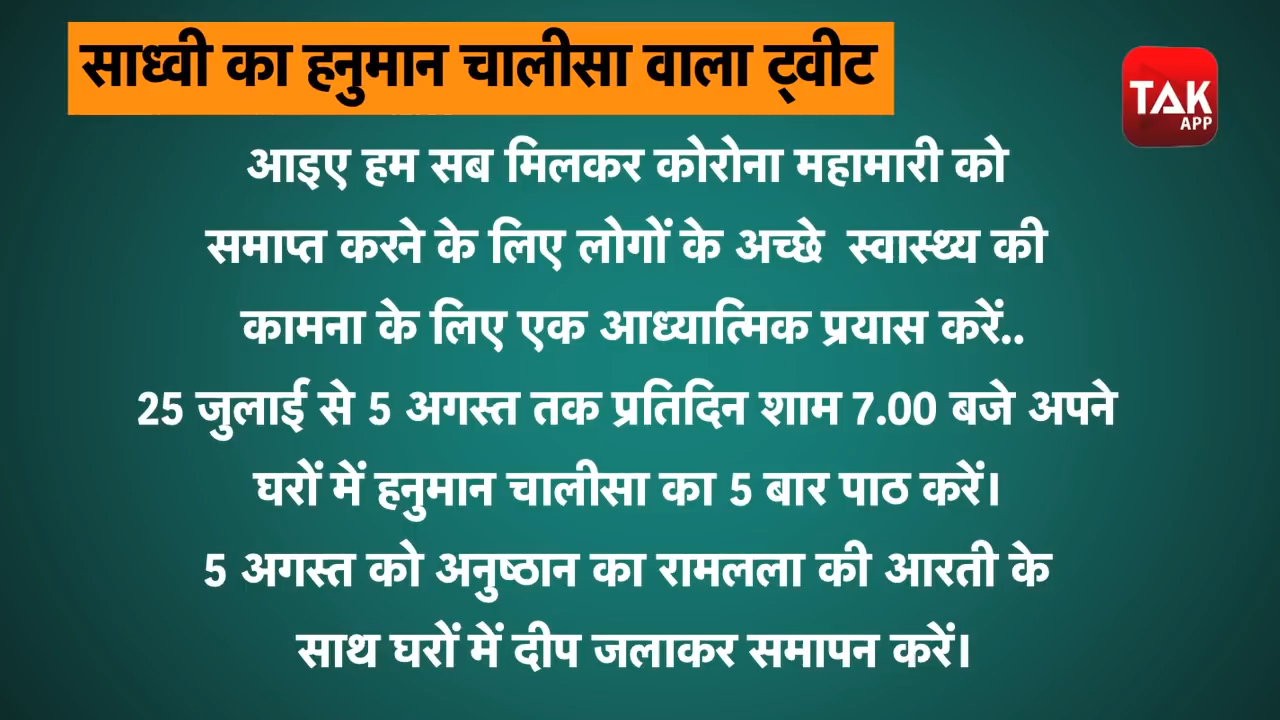 साध्वी का हनुमान चालीसा वाला ट्वीट
TAK
APP
आइए हम सब मिलकर कोरोना महामारी को
समाप्त करने के लिए लोगों के अच्छे स्वास्थ्य की
कामना के लिए एक आध्यात्मिक प्रयास करें..
25 जुलाई से 5 अगस्त तक प्रतिदिन शाम 7.00 बजे अपने
घरों में हनुमान चालीसा का 5 बार पाठ करें।
5 अगस्त को अनुष्ठान का रामलला की आरती के
साथ घरों में दीप जलाकर समापन करें।